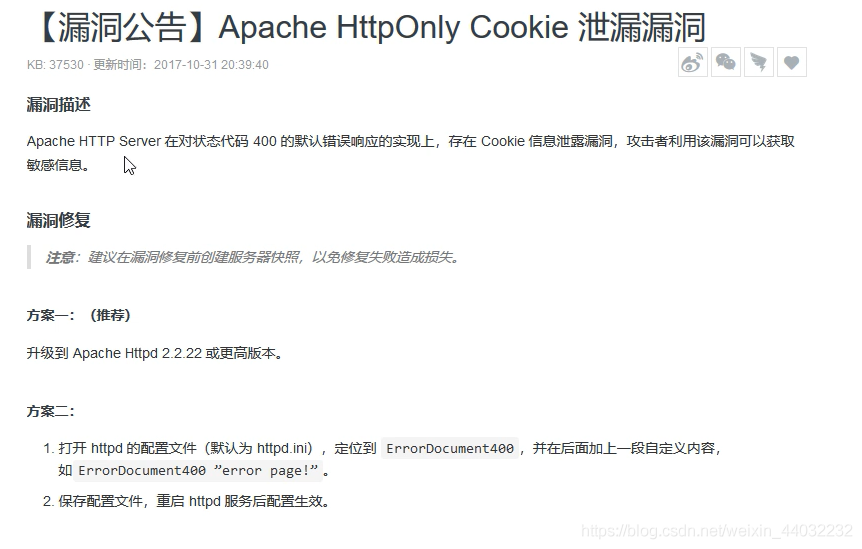 【漏洞公告】Apache HttpOnly Cookie 泄漏漏洞
KB: 37530 · 更新时间：2017-10-31 20:39:40
漏洞描述
Apache HTTP Server 在对状态代码 400 的默认错误响应的实现上，存在 Cookie 信息泄露漏洞，攻击者利用该漏洞可以获取
敏感信息。
漏洞修复
注意：建议在漏洞修复前创建服务器快照，以免修复失败造成损失。
方案一：（推荐）
升级到 Apache Httpd 2.2.22 或更高版本。
方案二：
1. 打开 httpd 的配置文件（默认为 httpd.ini），定位到 ErrorDocument400，并在后面加上一段自定义内容，
如 ErrorDocument400 ”error page!” 。
2. 保存配置文件，重启 httpd 服务后配置生效。
https://blog.csdn.net/weixin_44032232